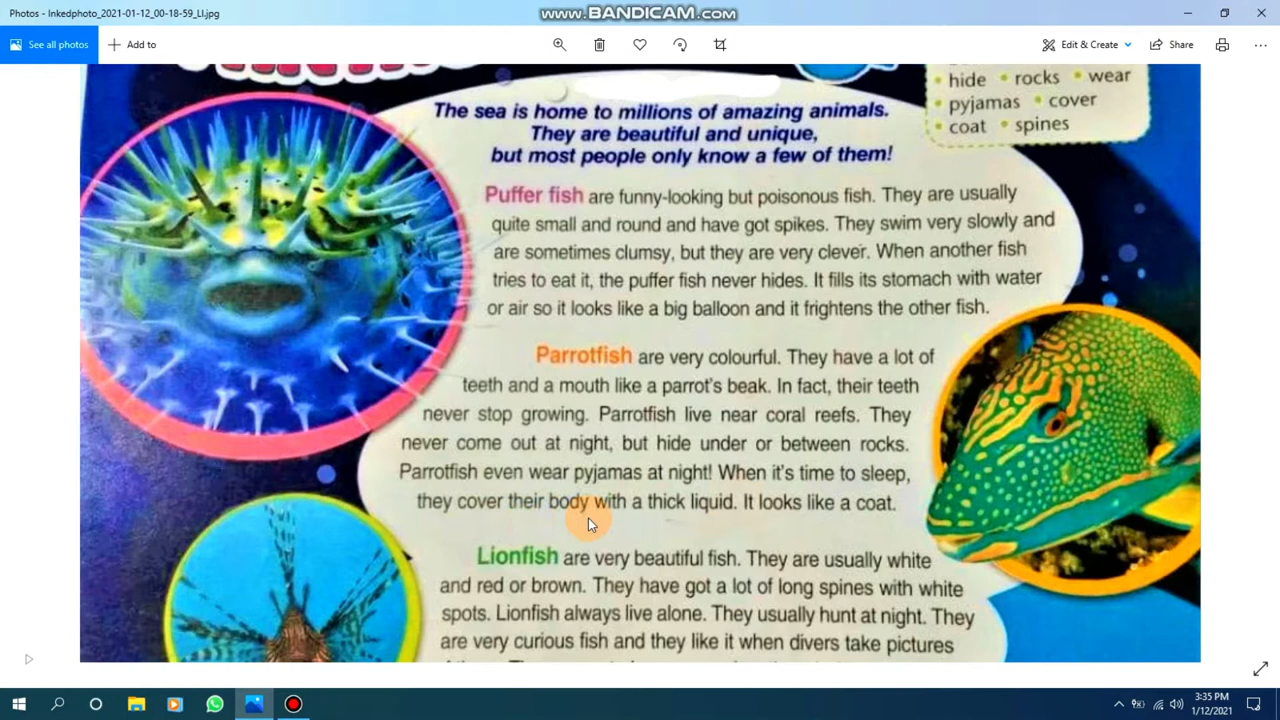 Photos - Inkedphoto_2021-01-12_00-18-59_LI.jpg
www.BANDICAM.com
See all photos
Add to
Edit & Create
Share
• hide • rocks • wear
• pyjamas • cover
• coat • spines
The sea is home to millions of amazing animals.
They are beautiful and unique,
but most people only know a few of them!
Puffer fish are funny-looking but poisonous fish. They are usually
quite small and round and have got spikes. They swim very slowly and
are sometimes clumsy, but they are very clever. When another fish
tries to eat it, the puffer fish never hides. It fills its stomach with water
or air so it looks like a big balloon and it frightens the other fish.
Parrotfish are very colourful. They have a lot of
teeth and a mouth like a parrot's beak. In fact, their teeth
never stop growing. Parrotfish live near coral reefs. They
never come out at night, but hide under or between rocks.
Parrotfish even wear pyjamas at night! When it's time to sleep,
they cover their body with a thick liquid. It looks like a coat.
Lionfish are very beautiful fish. They are usually white
and red or brown. They have got a lot of long spines with white
spots. Lionfish always live alone. They usually hunt at night. They
are very curious fish and they like it when divers take pictures
3:35 PM
1/12/2021